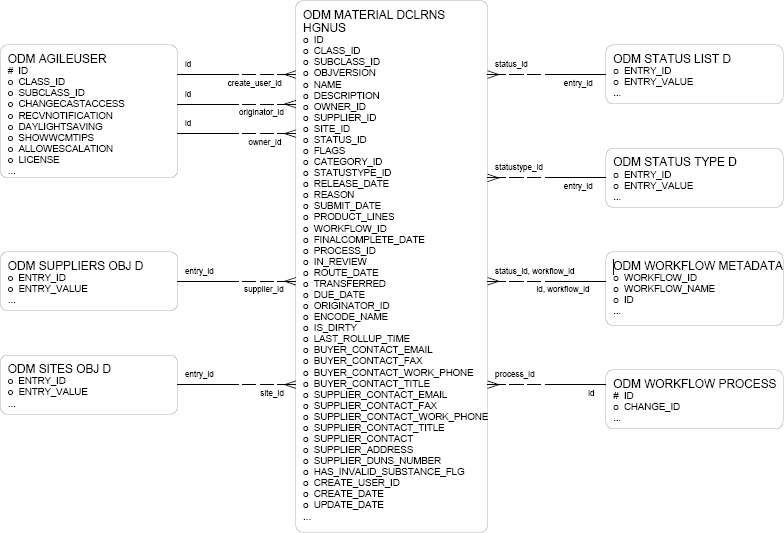 ODM AGILEUSER
# ID
o CLASS_ID
o SUBCLASS_ID
o CHANGECASTACCESS
o RECVNOTIFICATION
o DAYLIGHTSAVING
o SHOWWCMTIPS
o ALLOWESCALATION
o LICENSE
...
id
create_user_id
id
originator_id
id
owner_id
ODM SUPPLIERS OBJ D
o ENTRY_ID
o ENTRY_VALUE
...
entry_id
supplier_id
ODM SITES OBJ D
o ENTRY_ID
o ENTRY_VALUE
...
entry_id
site_id
ODM MATERIAL DCLRNS
HGNUS
o ID
o CLASS_ID
o SUBCLASS_ID
o OBJVERSION
o NAME
o DESCRIPTION
o OWNER_ID
o SUPPLIER_ID
o SITE_ID
o STATUS_ID
o FLAGS
o CATEGORY_ID
o STATUSTYPE_ID
o RELEASE_DATE
o REASON
o SUBMIT_DATE
o PRODUCT_LINES
o WORKFLOW_ID
o FINALCOMPLETE_DATE
o PROCESS_ID
o IN_REVIEW
o ROUTE_DATE
o TRANSFERRED
o DUE_DATE
o ORIGINATOR_ID
o ENCODE_NAME
o IS_DIRTY
o LAST_ROLLUP_TIME
o BUYER_CONTACT_EMAIL
o BUYER_CONTACT_FAX
o BUYER_CONTACT_WORK_PHONE
o BUYER_CONTACT_TITLE
o SUPPLIER_CONTACT_EMAIL
o SUPPLIER_CONTACT_FAX
o SUPPLIER_CONTACT_WORK_PHONE
o SUPPLIER_CONTACT_TITLE
o SUPPLIER_CONTACT
o SUPPLIER_ADDRESS
o SUPPLIER_DUNS_NUMBER
o HAS_INVALID_SUBSTANCE_FLG
o CREATE_USER_ID
o CREATE_DATE
o UPDATE_DATE
...
status_id
entry_id
ODM STATUS LIST D
o ENTRY_ID
o ENTRY_VALUE
...
statustype_id
entry_id
ODM STATUS TYPE D
o ENTRY_ID
o ENTRY_VALUE
...
status_id, workflow_id
id, workflow_id
ODM WORKFLOW METADATA
o WORKFLOW_ID
o WORKFLOW_NAME
o ID
...
process_id
id
ODM WORKFLOW PROCESS
# ID
o CHANGE_ID
...